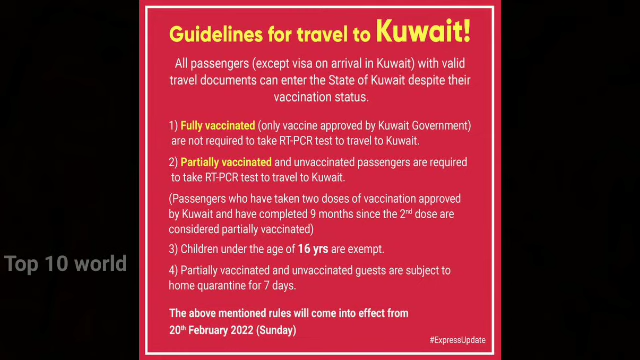 Guidelines for travel to Kuwait!
All passengers (except visa on arrival in Kuwait) with valid
travel documents can enter the State of Kuwait despite their
vaccination status.
1) Fully vaccinated (only vaccine approved by Kuwait Government)
are not required to take RT-PCR test to travel to Kuwait.
2) Partially vaccinated and unvaccinated passengers are required
to take RT-PCR test to travel to Kuwait.
(Passengers who have taken two doses of vaccination approved
by Kuwait and have completed 9 months since the 2nd dose are
considered partially vaccinated)
3) Children under the age of 16 yrs are exempt.
4) Partially vaccinated and unvaccinated guests are subject to
home quarantine for 7 days.
The above mentioned rules will come into effect from
20th February 2022 (Sunday)
#ExpressUpdate
Top 10 world